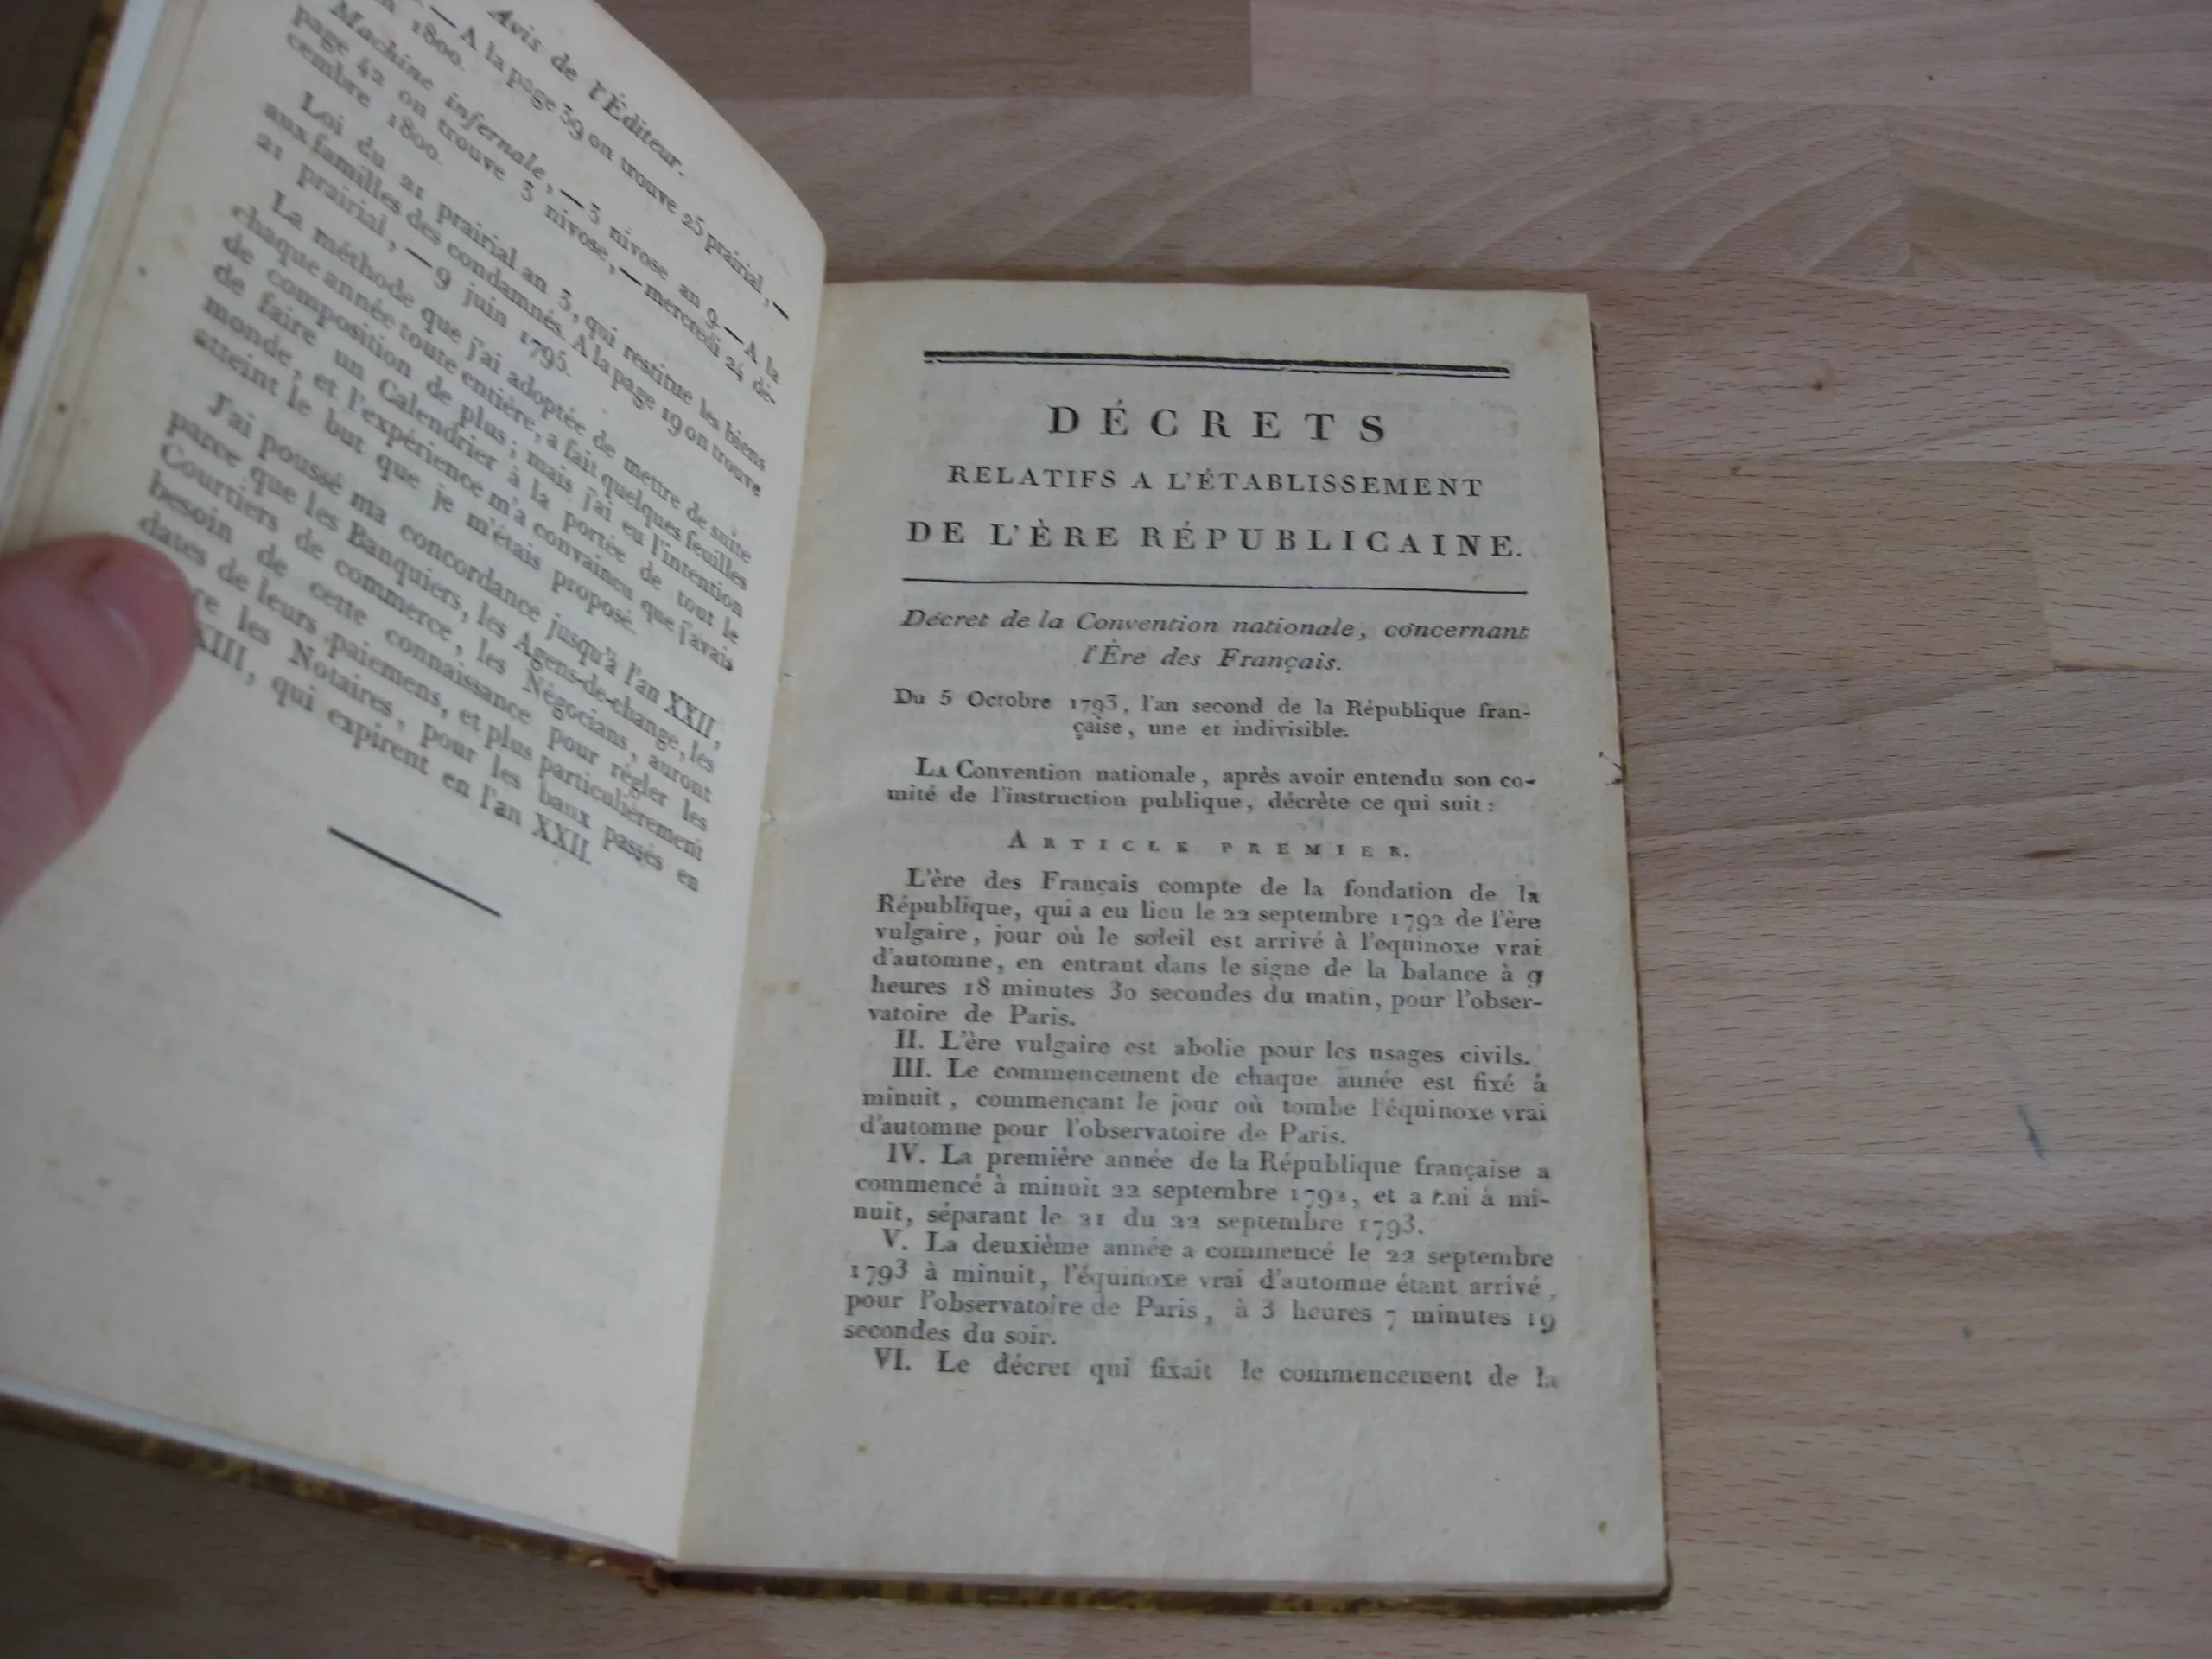 Avis de l'Éditeur.
1800. — A la page 39 on trouve 25 prairial, —
Machine infernale, — 3 nivose an 9. — A la
page 42 on trouve 3 nivose, — mercredi 24 dé-
cembre 1800.
Loi du 21 prairial an 3, qui restitue les biens
aux familles des condamnés. A la page 19 on trouve
21 prairial, — 9 juin 1795.
La méthode que j'ai adoptée de mettre de suite
chaque année toute entière, a fait quelques feuilles
de composition de plus; mais j'ai eu l'intention
de faire un Calendrier à la portée de tout le
monde, et l'expérience m'a convaincu que j'avais
atteint le but que je m'étais proposé.
J'ai poussé ma concordance jusqu'à l'an XXII,
parce que les Banquiers, les Agens-de-change, les
Courtiers de commerce, les Négocians, auront
besoin de cette connaissance pour régler les
dates de leurs paiemens, et plus particulièrement
les Notaires, pour les baux passés en
XIII, qui expirent en l'an XXII.
DÉCRETS
RELATIFS A L'ÉTABLISSEMENT
DE L'ÈRE RÉPUBLICAINE.
Décret de la Convention nationale, concernant
l'Ère des Français.
Du 5 Octobre 1793, l'an second de la République fran-
çaise, une et indivisible.
LA Convention nationale, après avoir entendu son co-
mité de l'instruction publique, décrète ce qui suit:
ARTICLE PREMIER.
L'ère des Français compte de la fondation de la
République, qui a eu lieu le 22 septembre 1792 de l'ère
vulgaire, jour où le soleil est arrivé à l'equinoxe vrai
d'automne, en entrant dans le signe de la balance à 9
heures 18 minutes 30 secondes du matin, pour l'obser-
vatoire de Paris.
II. L'ère vulgaire est abolie pour les usages civils.
III. Le commencement de chaque année est fixé à
minuit, commençant le jour où tombe l'équinoxe vrai
d'automne pour l'observatoire de Paris.
IV. La première année de la République française a
commencé à minuit 22 septembre 1792, et a fini à mi-
nuit, séparant le 21 du 22 septembre 1793.
V. La deuxième année a commencé le 22 septembre
1793 à minuit, l'équinoxe vrai d'automne étant arrivé,
pour l'observatoire de Paris, à 3 heures 7 minutes 19
secondes du soir.
VI. Le décret qui fixait le commencement de la